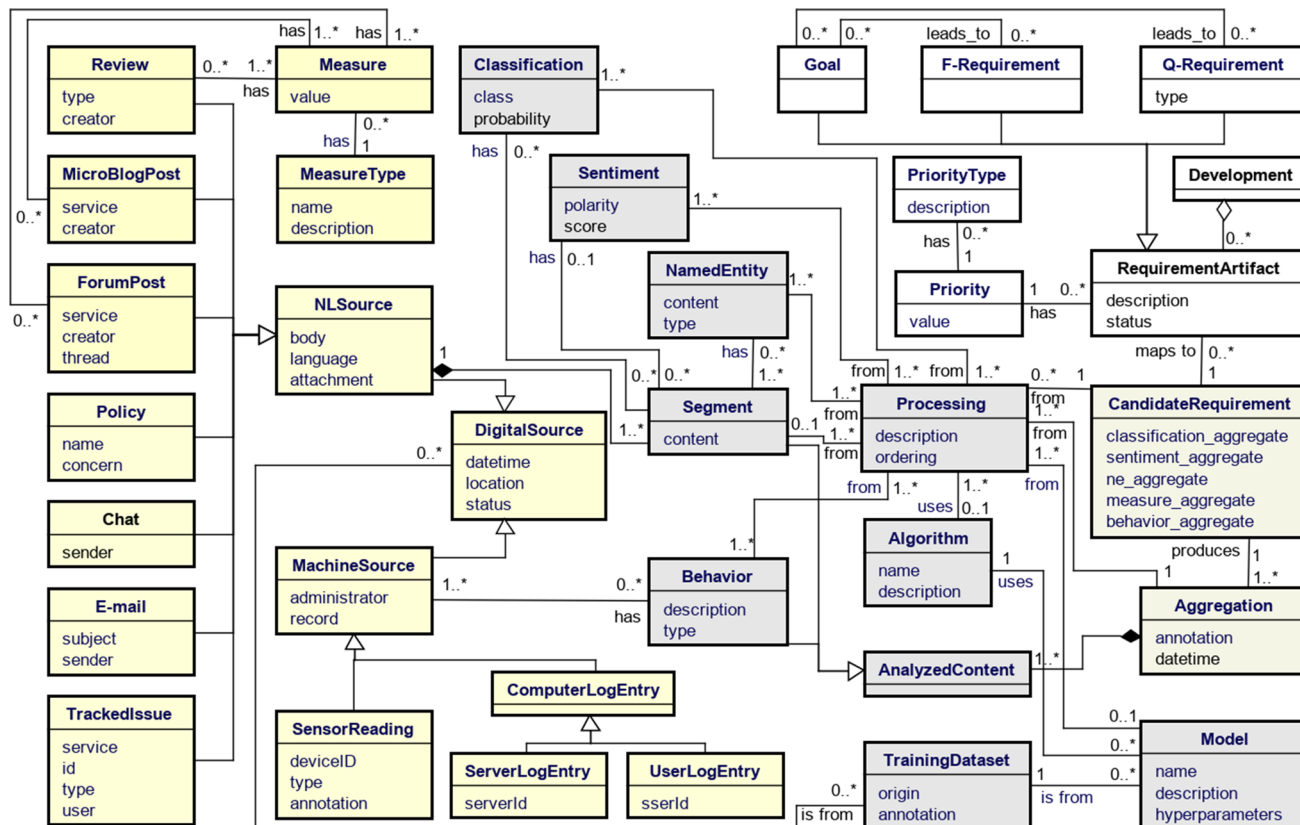 has
1..*
has
1..*
Review
type
creator
0..*
1..*
has
Measure
value
has
0..*
1
MeasureType
name
description
MicroBlogPost
service
creator
0..*
ForumPost
service
creator
thread
0..*
NLSource
body
language
attachment
1
Policy
name
concern
Chat
sender
E-mail
subject
sender
TrackedIssue
service
id
type
user
DigitalSource
datetime
location
status
0..*
MachineSource
administrator
record
1..*
0..*
has
SensorReading
deviceID
type
annotation
ComputerLogEntry
ServerLogEntry
serverId
UserLogEntry
sserId
Classification
class
probability
1..*
has
0..*
Sentiment
polarity
score
1..*
has
0..1
NamedEntity
content
type
1..*
has
0..*
1..*
0..*
0..*
Segment
content
1..*
0..1
1..*
from
1..*
from
from
1..*
from
1..*
Processing
description
ordering
0..*
1
from
1..*
from
1..*
from
from
1..*
1..*
uses
0..1
Behavior
description
type
1..*
Algorithm
name
description
1
uses
AnalyzedContent
1..*
TrainingDataset
origin
annotation
0..*
is from
1
0..*
is from
Model
name
description
hyperparameters
0..1
0..*
Goal
0..*
0..*
leads_to
0..*
F-Requirement
leads_to
0..*
Q-Requirement
type
PriorityType
description
has
0..*
1
Priority
value
1
0..*
has
Development
0..*
RequirementArtifact
description
status
maps to
0..*
1
CandidateRequirement
classification_aggregate
sentiment_aggregate
ne_aggregate
measure_aggregate
behavior_aggregate
produces
1
1..*
1
Aggregation
annotation
datetime